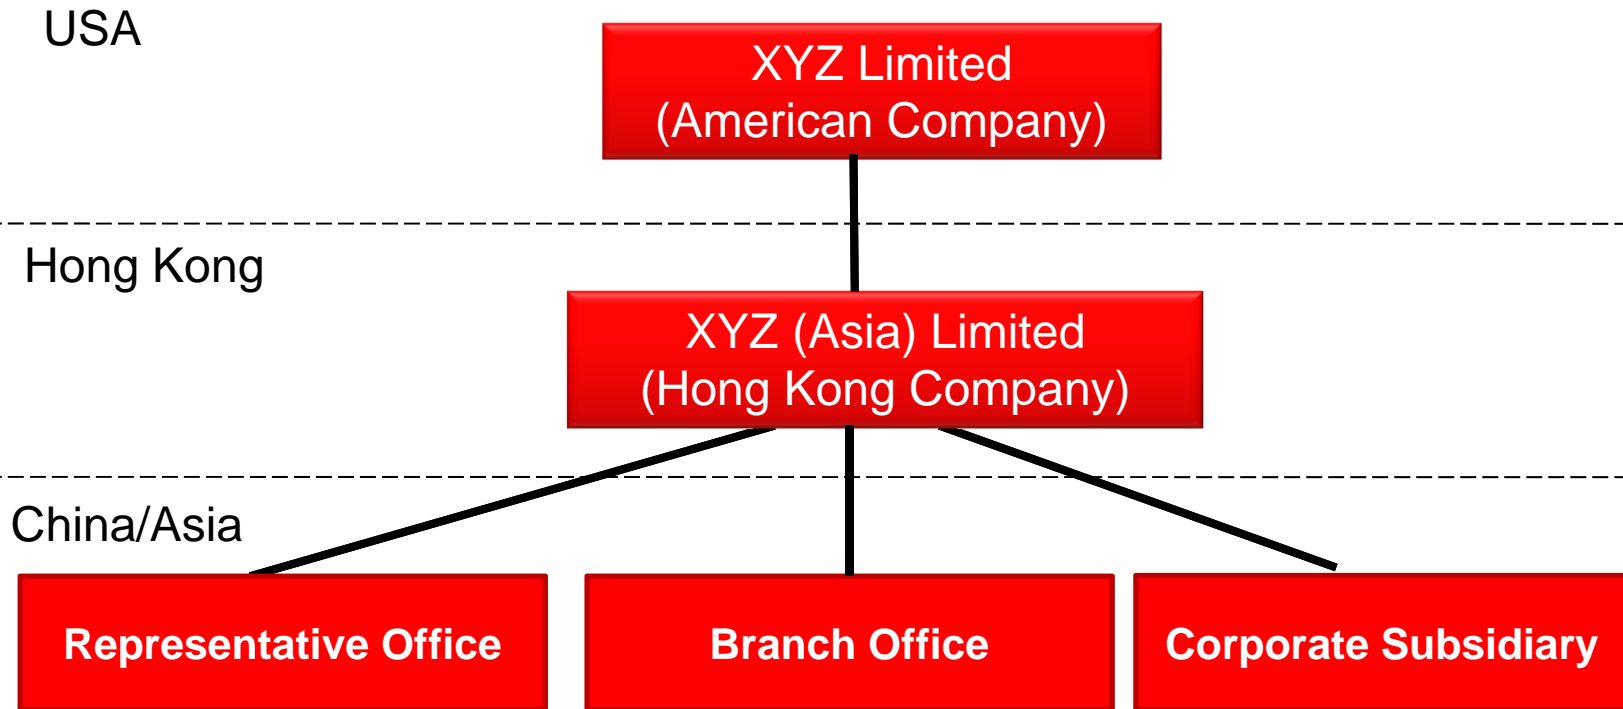 USA
XYZ Limited
(American Company)
Hong Kong
XYZ (Asia) Limited
(Hong Kong Company)
China/Asia
Representative Office
Branch Office
Corporate Subsidiary